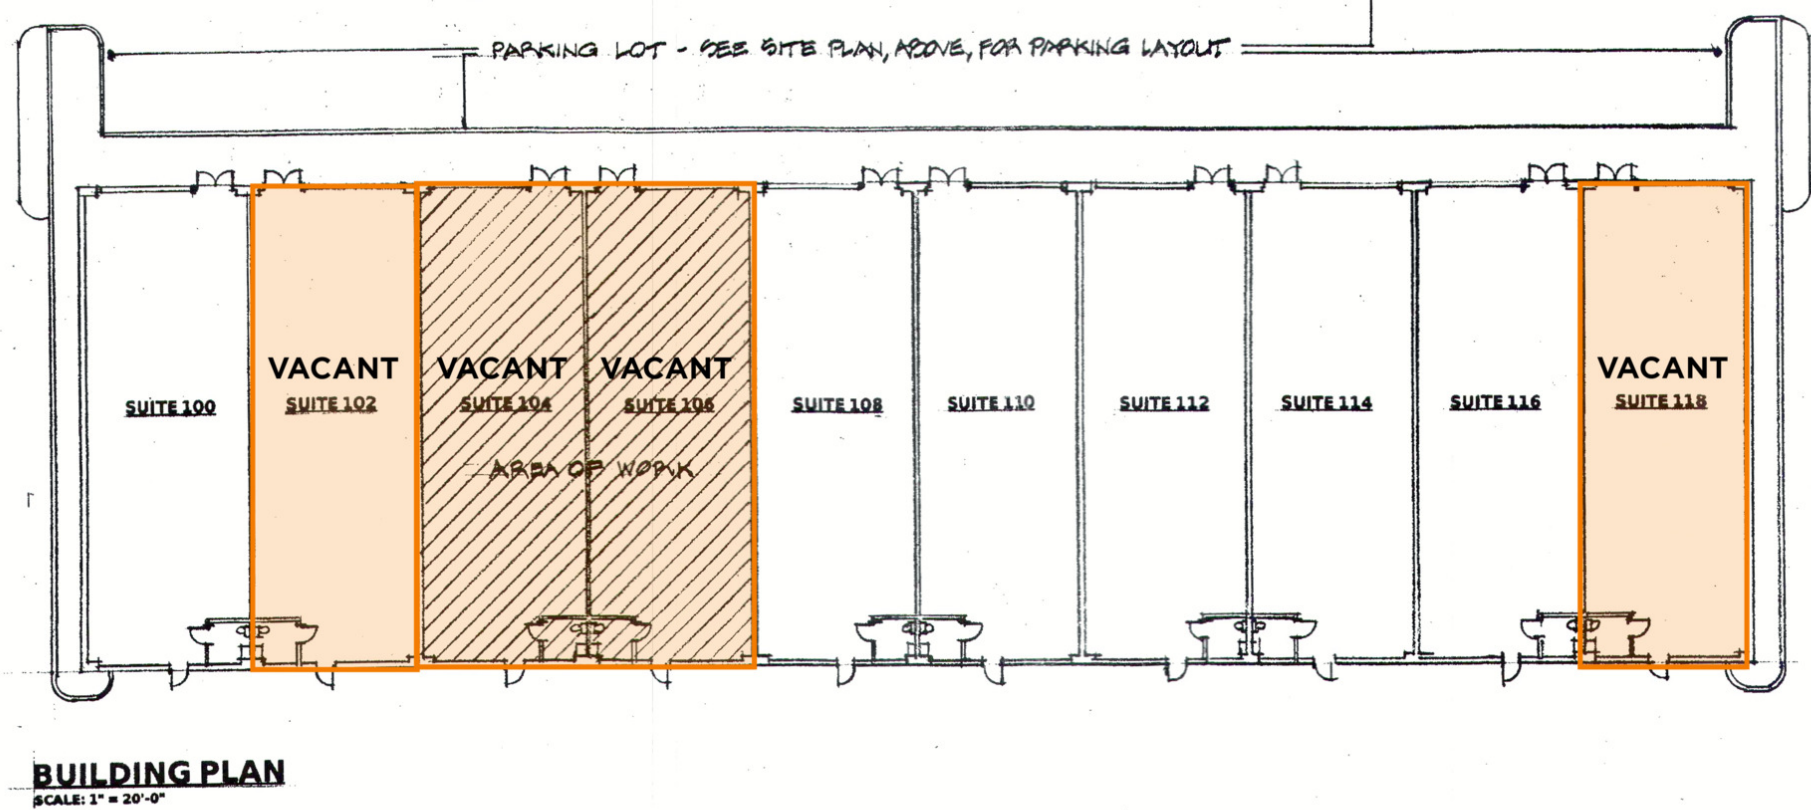 PARKING LOT - SEE SITE PLAN, ABOVE, FOR PARKING LAYOUT
VACANT VACANT VACANT VACANT
SUITE 100 SUITE 102 SUITE 104 SUITE 106 SUITE 108 SUITE 110 SUITE 112 SUITE 114 SUITE 116 SUITE 118
AREA OF WORK
BUILDING PLAN
SCALE: 1" = 20'-0"